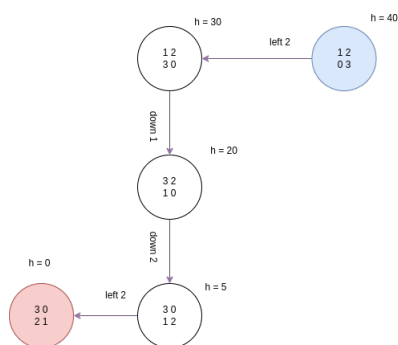 h = 30
h = 40
1 2
3 0
left 2
1 2
0 3
down 1
h = 20
3 2
1 0
down 2
h = 0
h = 5
3 0
2 1
left 2
3 0
1 2